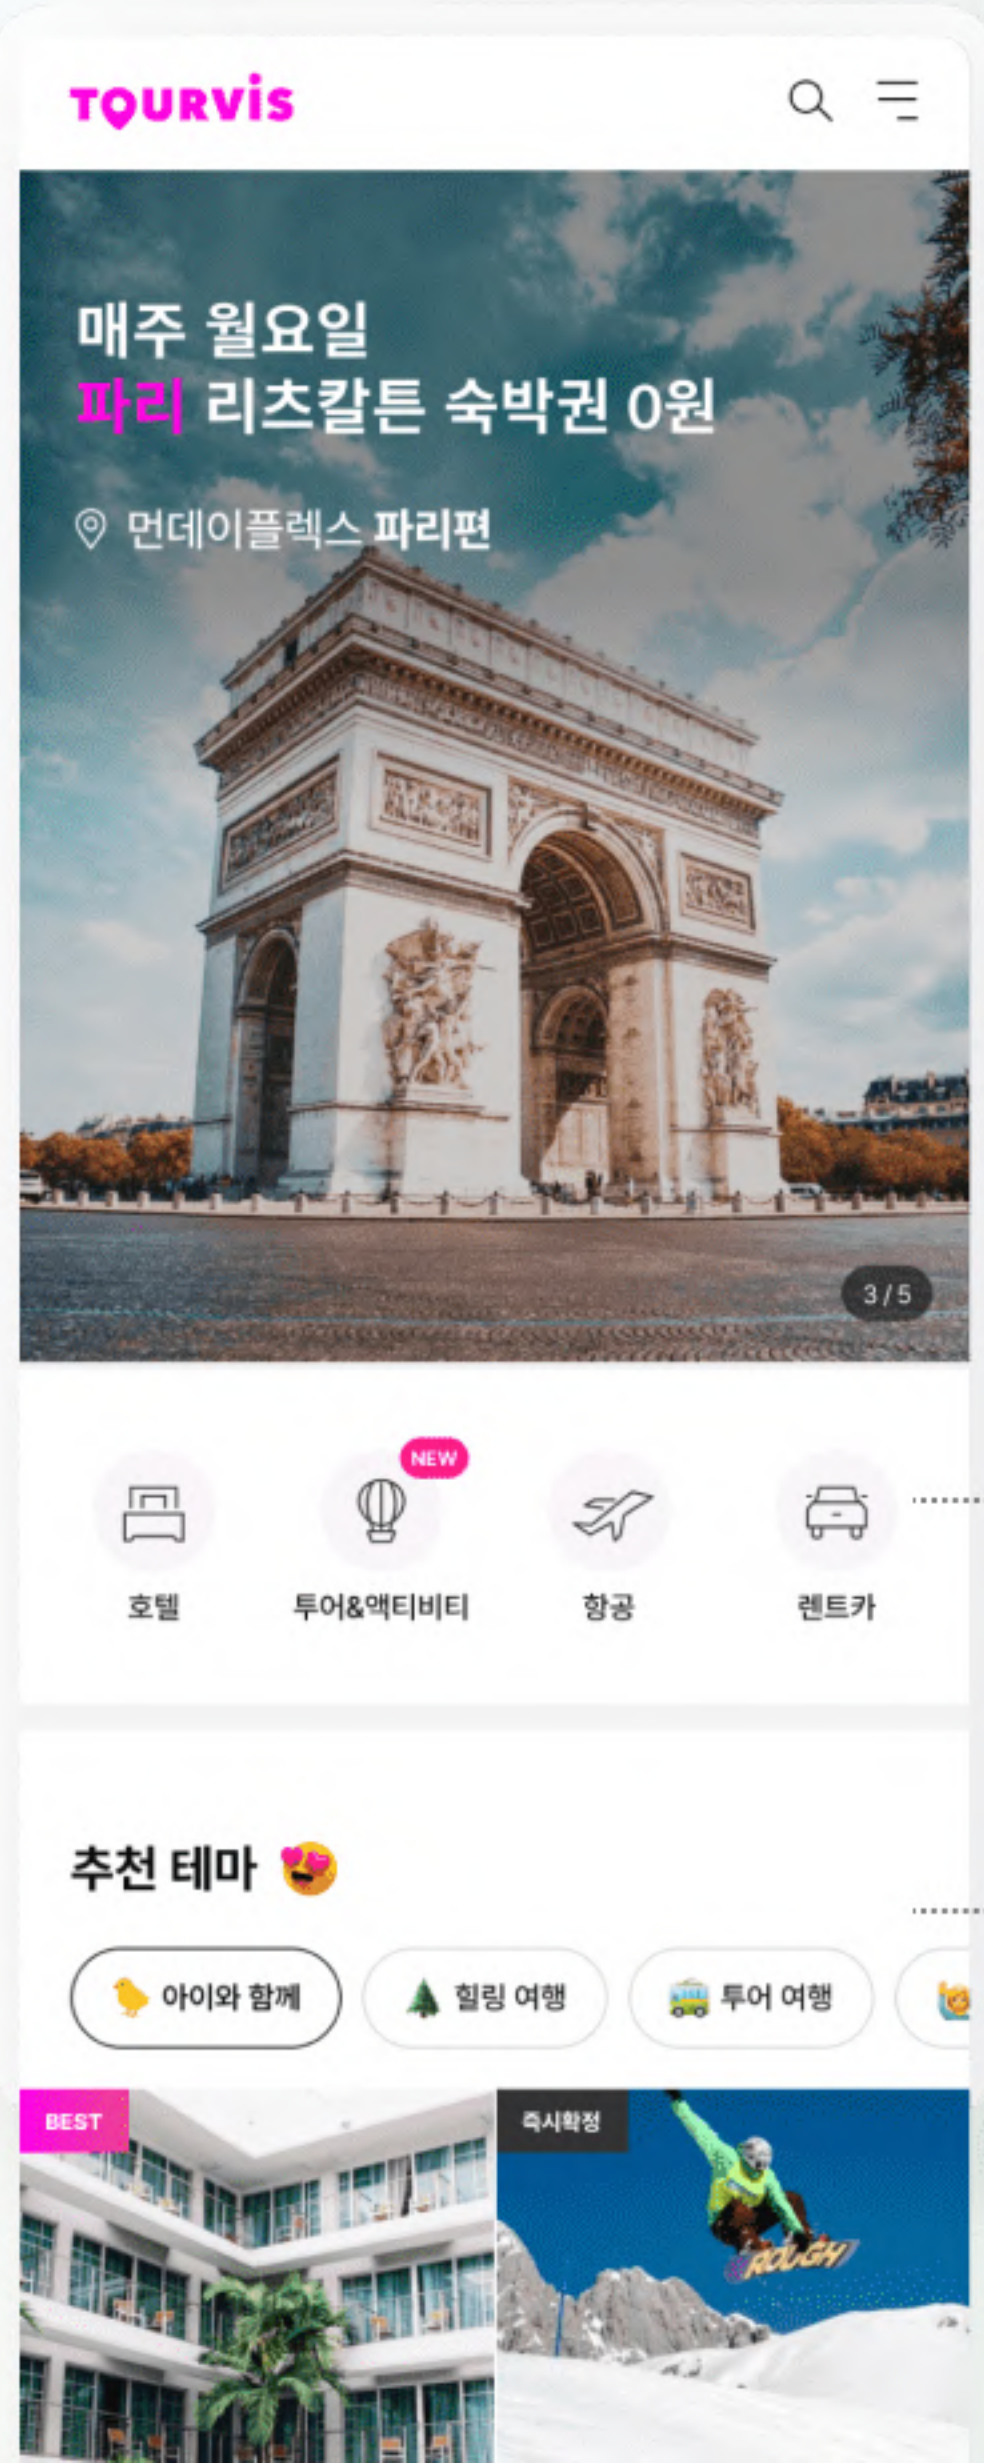 TOURVIS
매주 월요일
파리 리츠칼튼 숙박권 0원
먼데이플렉스 파리편
3 / 5
NEW
호텔
투어&액티비티
항공
렌트카
추천 테마
아이와 함께
힐링 여행
투어 여행
BEST
즉시확정
ROUGH